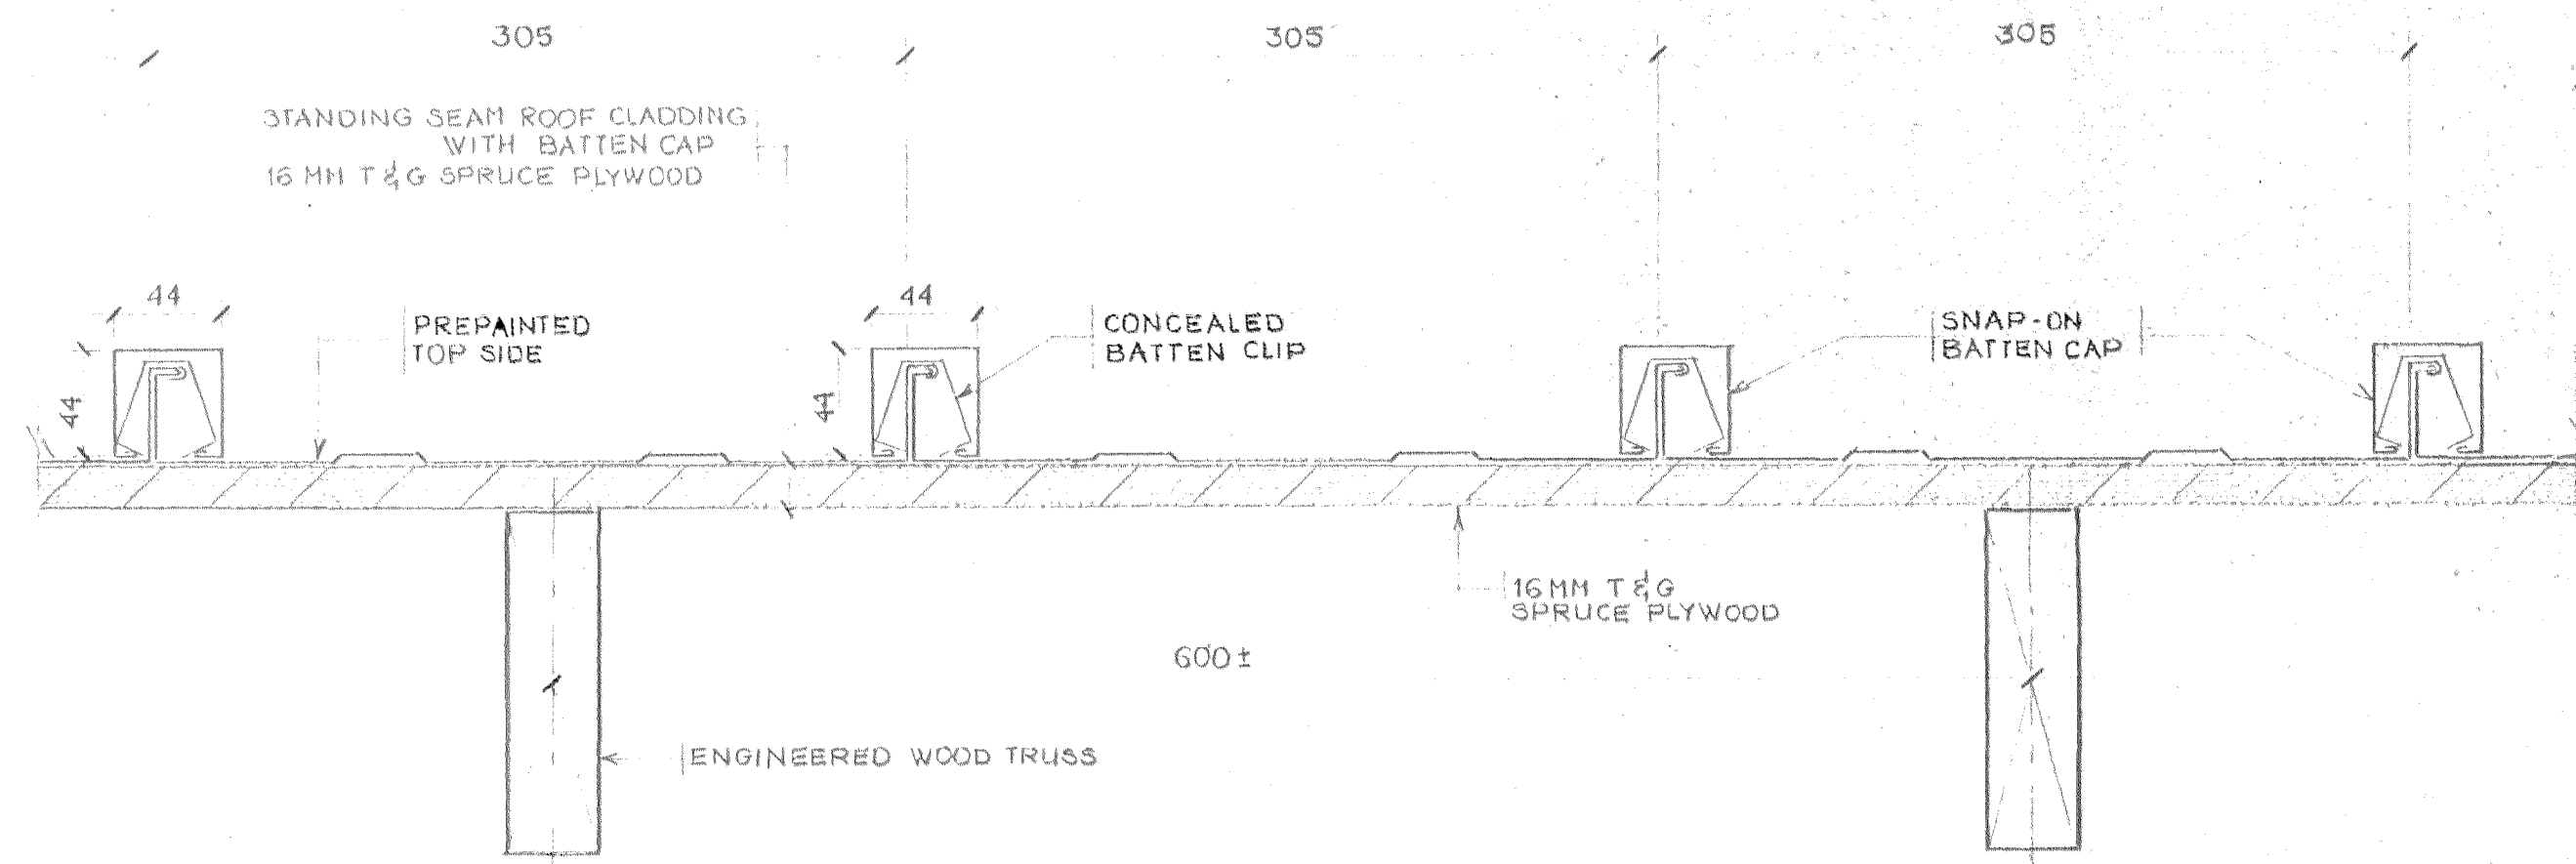 305
305
305
STANDING SEAM ROOF CLADDING
WITH BATTEN CAP
16 MM T & G SPRUCE PLYWOOD
44
44
44
44
PREPAINTED
TOP SIDE
CONCEALED
BATTEN CLIP
SNAP-ON
BATTEN CAP
16 MM T & G
SPRUCE PLYWOOD
600±
ENGINEERED WOOD TRUSS